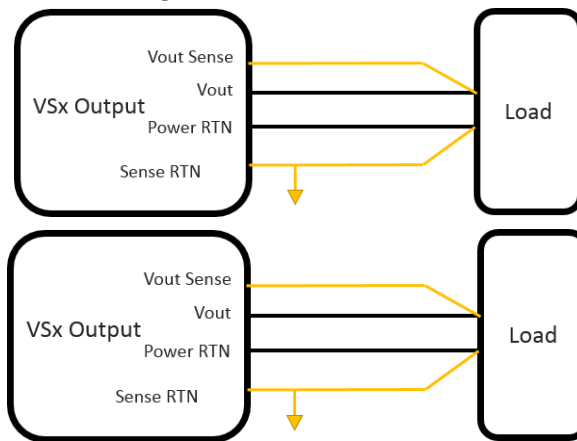 Vout Sense
VSx Output
Vout
Load
Power RTN
Sense RTN
Vout Sense
Vout
VSx Output
Load
Power RTN
Sense RTN